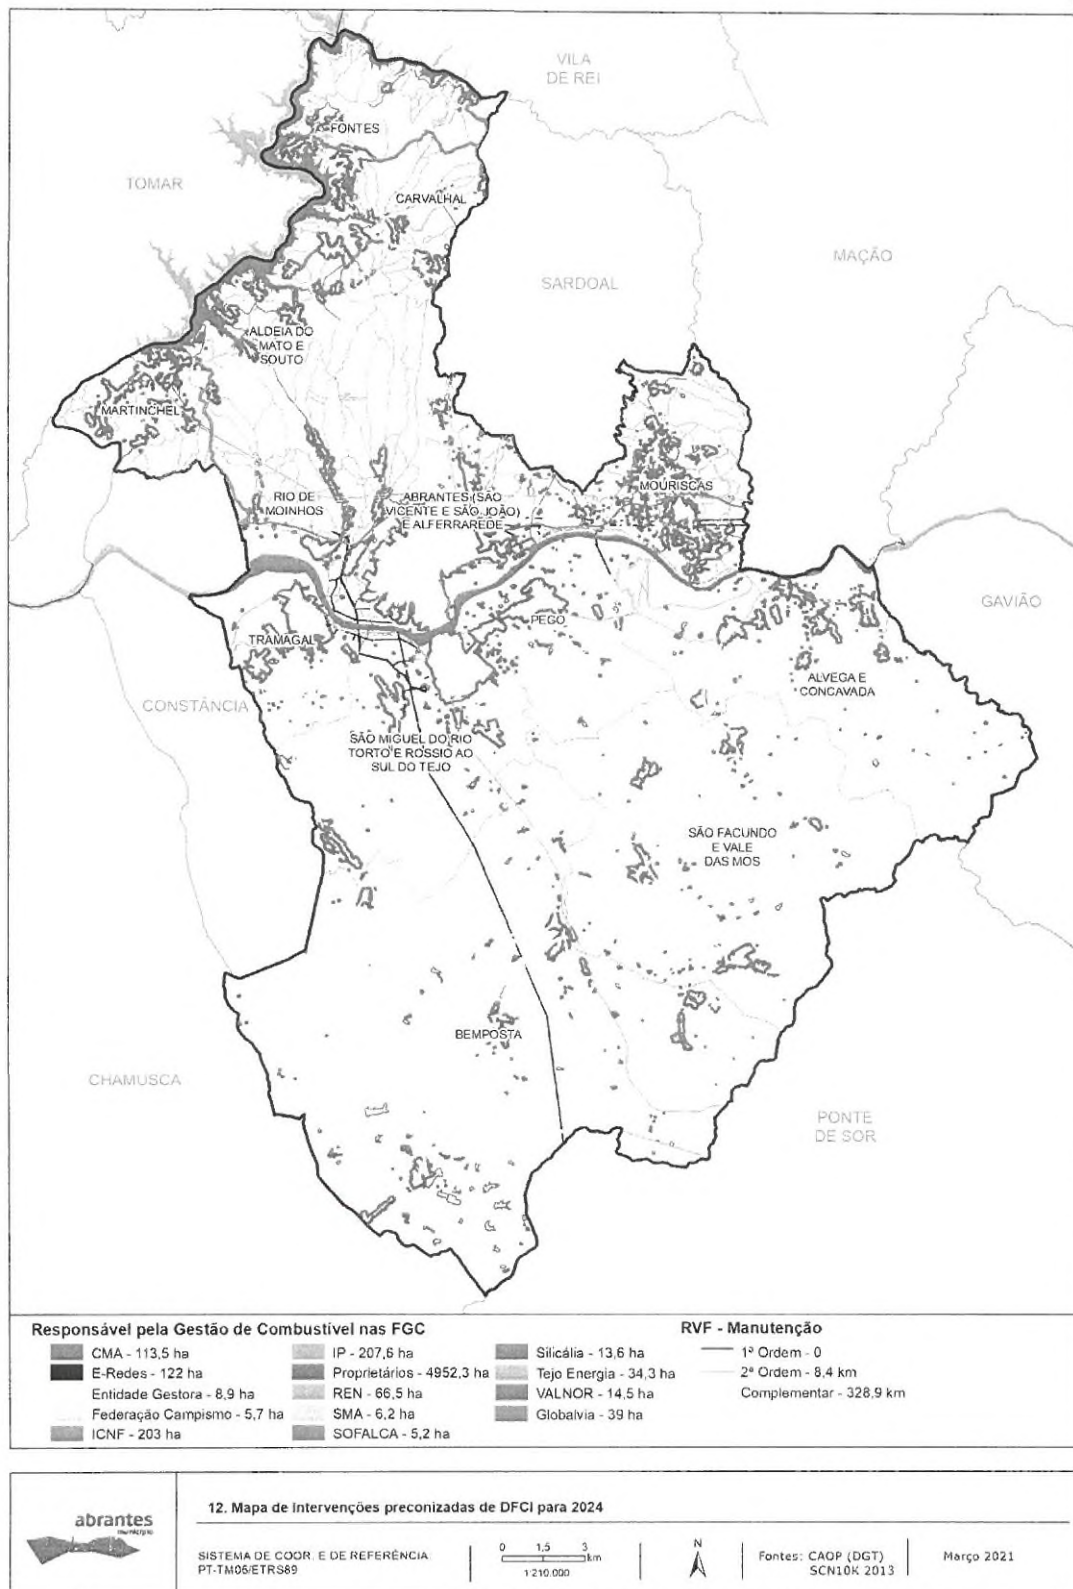 VILA
DE REI
FONTES
TOMAR
CARVALHAL
MAÇÃO
SARDOAL
ALDEIA DO
MATO E
SOUTO
MARTINCHEL
MOURISCAS
RIO DE
MOINHOS
ABRANTES (SÃO
VICENTE E SÃO JOÃO)
E ALFERRAREDE
GAVIÃO
PEGO
TRAMAGAL
ALVEGA E
CONCAVADA
CONSTÂNCIA
SÃO MIGUEL DO RIO
TORTO E ROSSIO AO
SUL DO TEJO
SÃO FACUNDO
E VALE
DAS MOS
BEMPOSTA
CHAMUSCA
PONTE
DE SOR
Responsável pela Gestão de Combustível nas FGC
CMA - 113,5 ha
E-Redes - 122 ha
Entidade Gestora - 8,9 ha
Federação Campismo - 5,7 ha
ICNF - 203 ha
IP - 207,6 ha
Proprietários - 4952,3 ha
REN - 66,5 ha
SMA - 6,2 ha
SOFALCA - 5,2 ha
Silicália - 13,6 ha
Tejo Energia - 34,3 ha
VALNOR - 14,5 ha
Globalvia - 39 ha
RVF - Manutenção
1ª Ordem - 0
2ª Ordem - 8,4 km
Complementar - 328,9 km
abrantes
município
12. Mapa de Intervenções preconizadas de DFCI para 2024
SISTEMA DE COOR. E DE REFERÊNCIA
PT-TM06/ETRS89
0 1,5 3
km
1:210.000
N
Fontes: CAOP (DGT)
SCN10K 2013
Março 2021